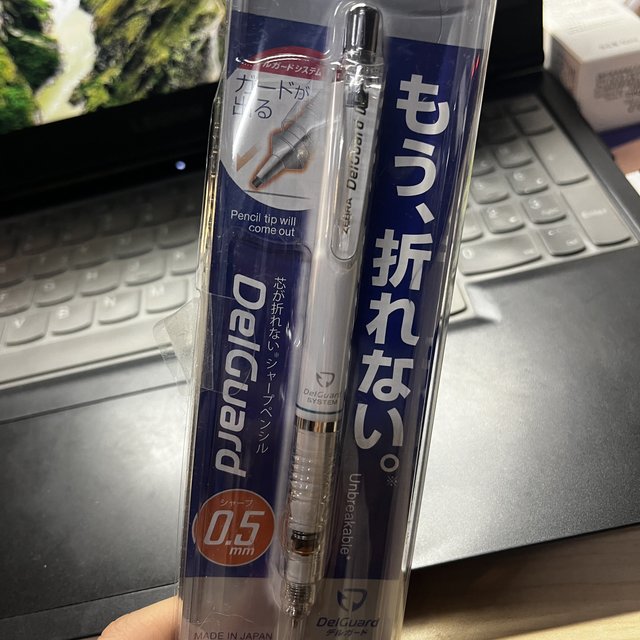 デルガードシステム
ガードが
出る
Pencil tip will
come out
もう、折れない。※
Unbreakable*
芯が折れない※シャープペンシル
DelGuard
シャープ
0.5
mm
ZEBRA DelGuard
DelGuard
SYSTEM
DelGuard
デルガード
MADE IN JAPAN